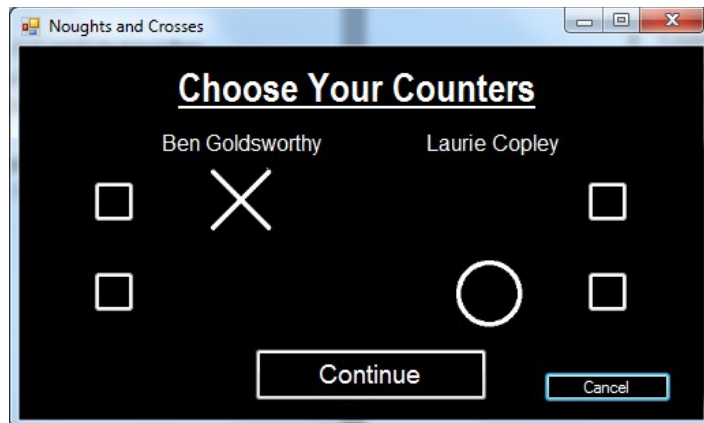 Noughts and Crosses
Choose Your Counters
Ben Goldsworthy Laurie Copley
Continue
Cancel